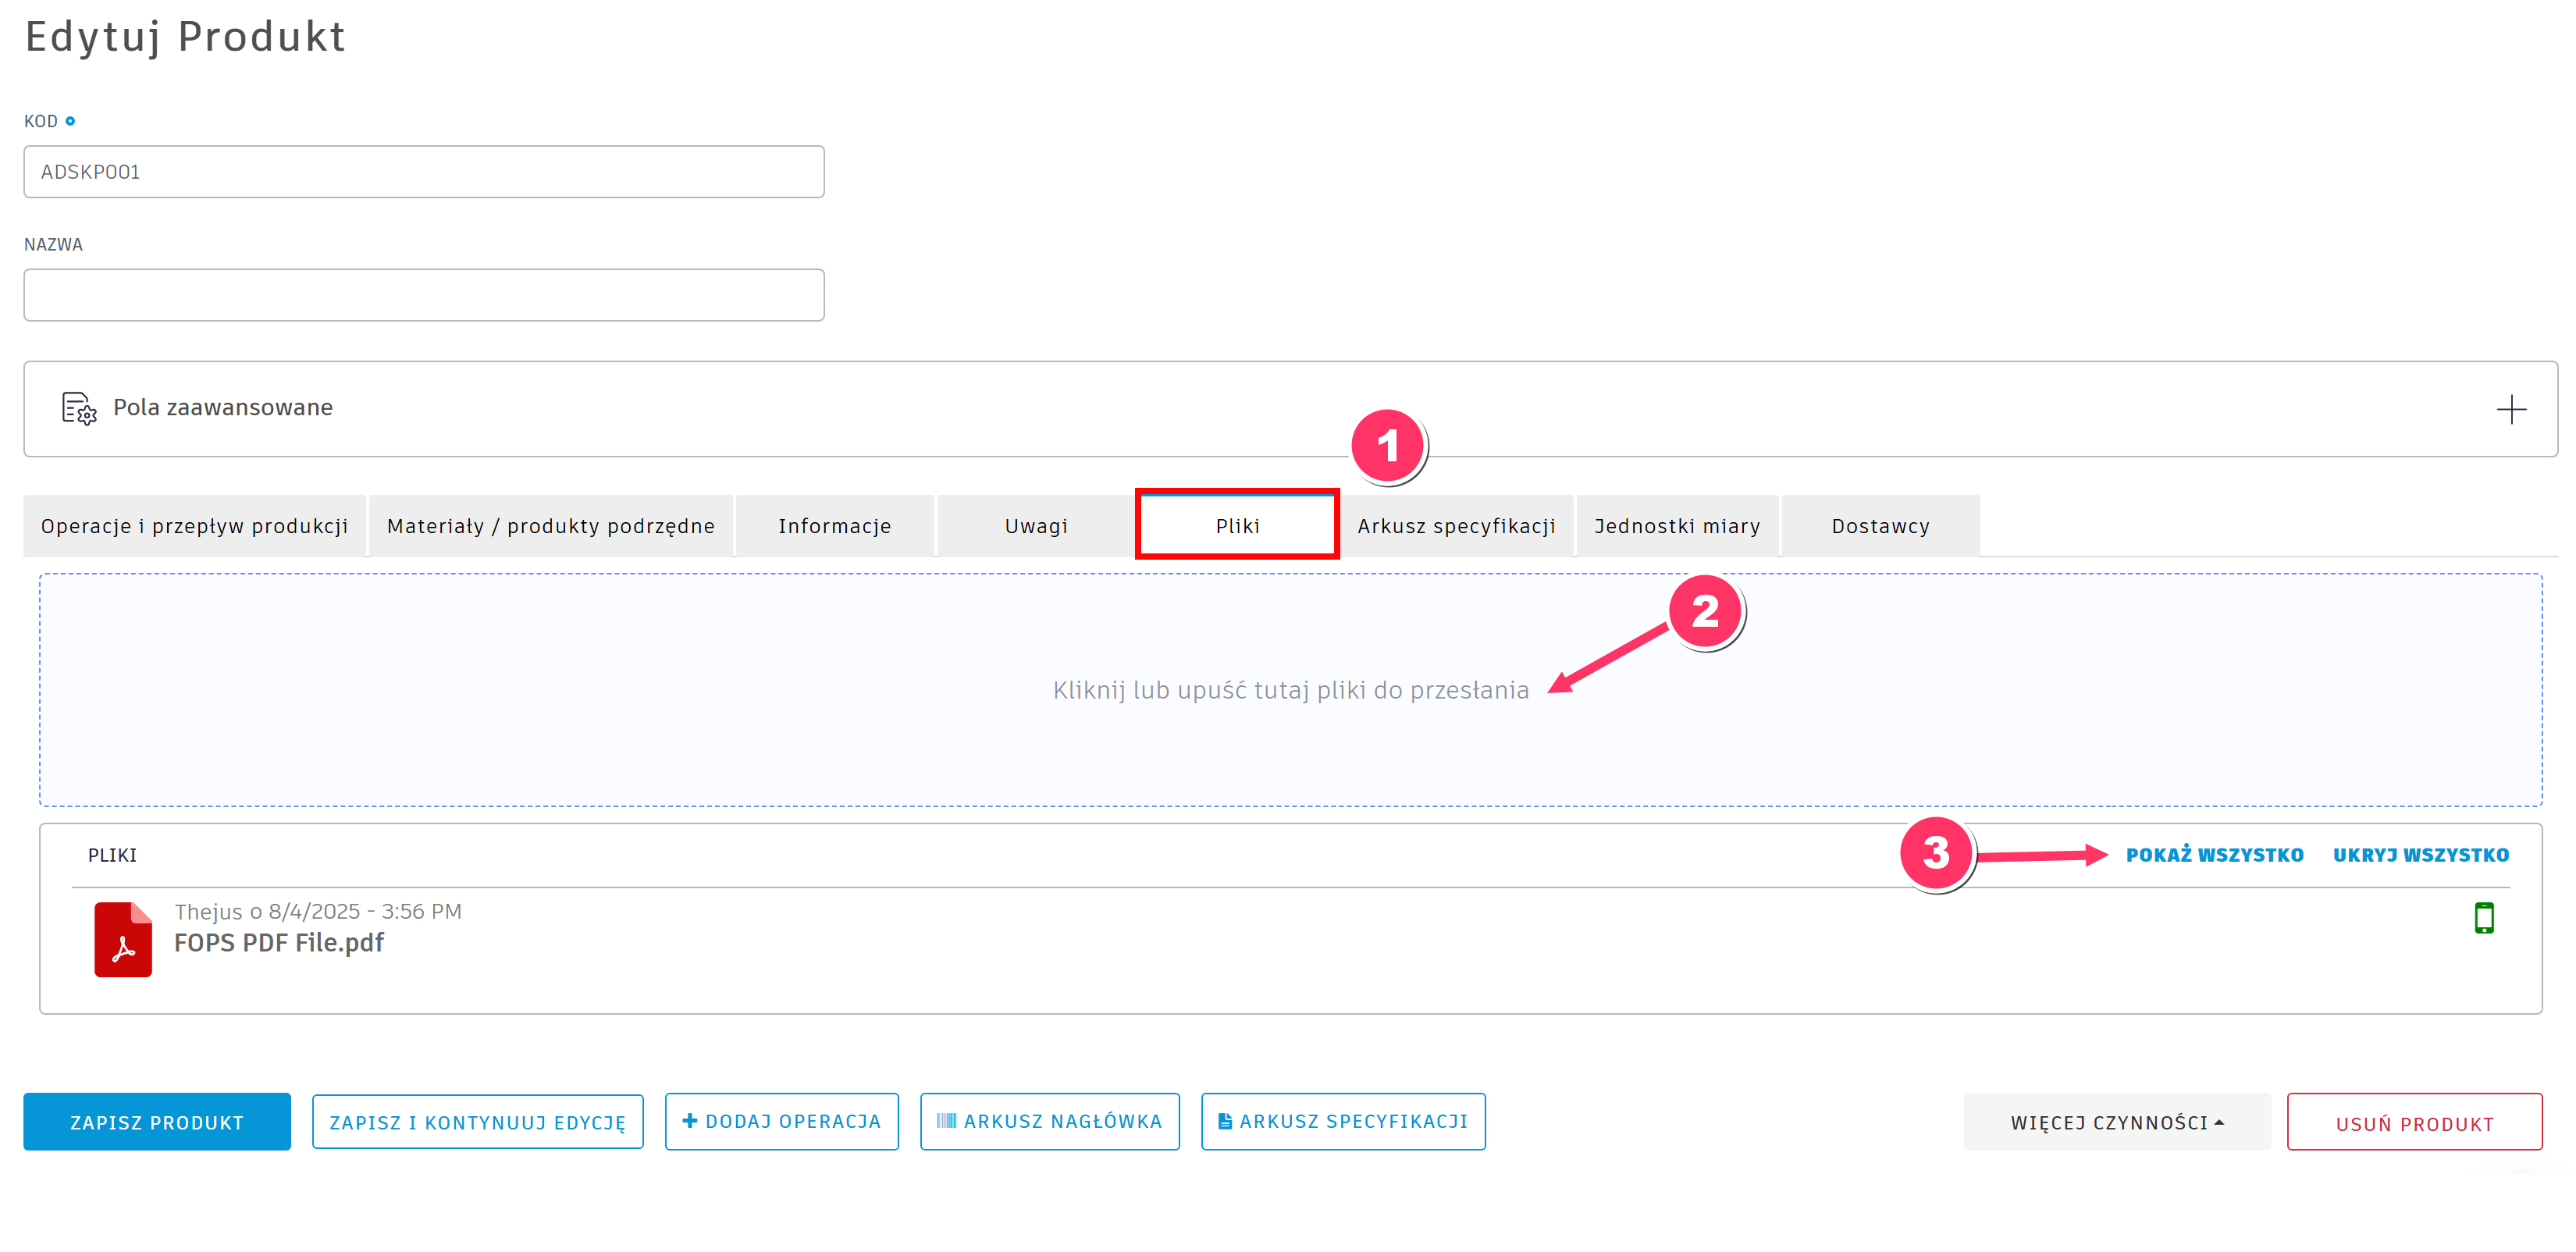 Edytuj Produkt
KOD
ADSKP001
NAZWA
Pola zaawansowane
1
Operacje i przepływ produkcji Materiały / produkty podrzędne Informacje Uwagi Pliki Arkusz specyfikacji Jednostki miary Dostawcy
2
Kliknij lub upuść tutaj pliki do przesłania
PLIKI 3 POKAŻ WSZYSTKO UKRYJ WSZYSTKO
Thejus o 8/4/2025 - 3:56 PM
FOPS PDF File.pdf
ZAPISZ PRODUKT ZAPISZ I KONTYNUUJ EDYCJĘ DODAJ OPERACJA ARKUSZ NAGŁÓWKA ARKUSZ SPECYFIKACJI WIĘCEJ CZYNNOŚCI USUŃ PRODUKT